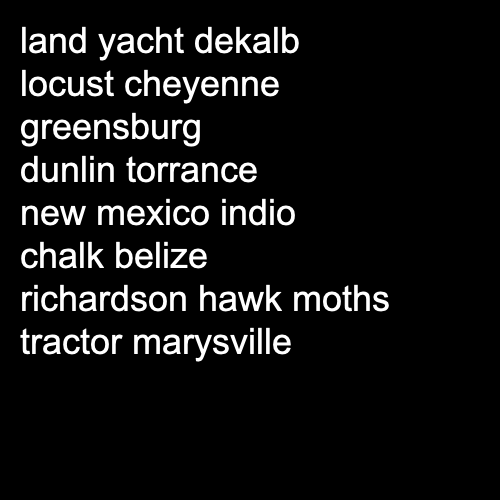 land yacht dekalb
locust cheyenne
greensburg
dunlin torrance
new mexico indio
chalk belize
richardson hawk moths
tractor marysville